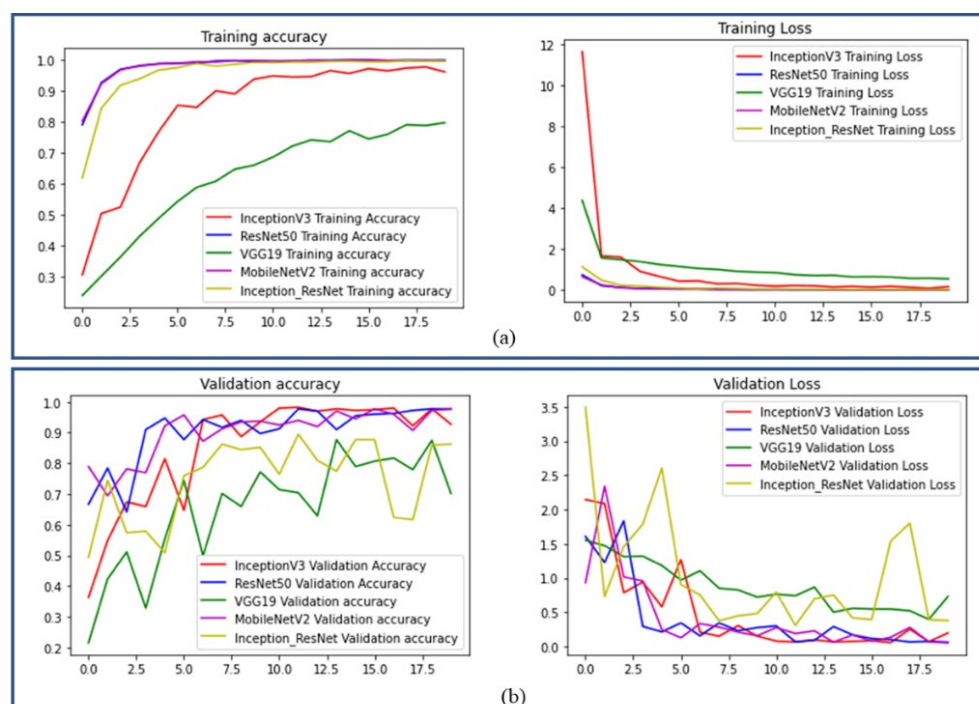 Training accuracy
1.0
0.9
0.8
0.7
0.6
0.5
0.4
0.3
InceptionV3 Training Accuracy
ResNet50 Training Accuracy
VGG19 Training accuracy
MobileNetV2 Training accuracy
Inception_ResNet Training accuracy
0.0 2.5 5.0 7.5 10.0 12.5 15.0 17.5
Training Loss
12
10
8
6
4
2
0
InceptionV3 Training Loss
ResNet50 Training Loss
VGG19 Training Loss
MobileNetV2 Training Loss
Inception_ResNet Training Loss
0.0 2.5 5.0 7.5 10.0 12.5 15.0 17.5
(a)
Validation accuracy
1.0
0.9
0.8
0.7
0.6
0.5
0.4
0.3
0.2
InceptionV3 Validation Accuracy
ResNet50 Validation Accuracy
VGG19 Validation accuracy
MobileNetV2 Validation accuracy
Inception_ResNet Validation accuracy
0.0 2.5 5.0 7.5 10.0 12.5 15.0 17.5
Validation Loss
3.5
3.0
2.5
2.0
1.5
1.0
0.5
0.0
InceptionV3 Validation Loss
ResNet50 Validation Loss
VGG19 Validation Loss
MobileNetV2 Validation Loss
Inception_ResNet Validation Loss
0.0 2.5 5.0 7.5 10.0 12.5 15.0 17.5
(b)